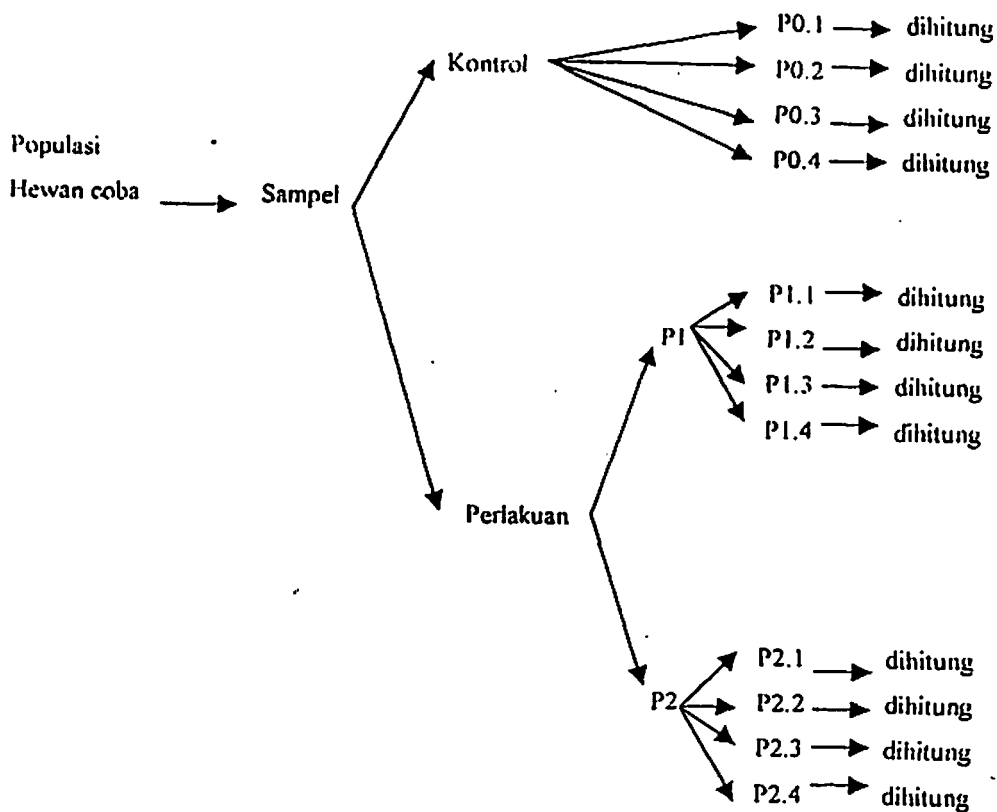 P0.1 dihitung
Kontrol P0.2 dihitung
P0.3 dihitung
Populasi
P0.4 dihitung
Hewan coba Sampel
P1.1 dihitung
P1 P1.2 dihitung
P1.3 dihitung
P1.4 dihitung
Perlakuan
P2.1 dihitung
P2 P2.2 dihitung
P2.3 dihitung
P2.4 dihitung